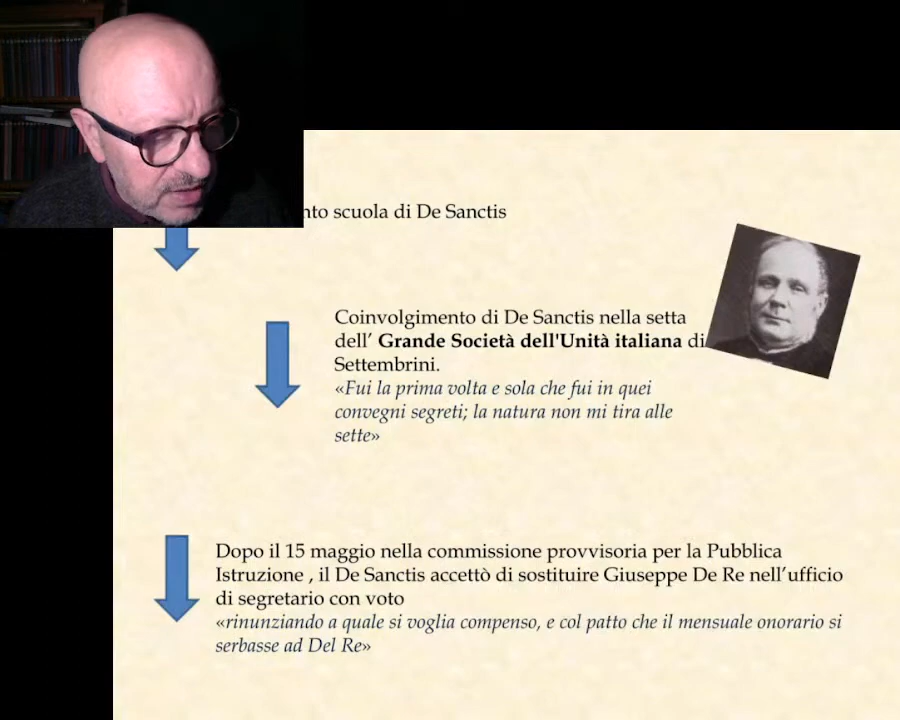 scuola di De Sanctis
Coinvolgimento di De Sanctis nella setta
dell’ Grande Società dell'Unità italiana di
Settembrini.
«Fui la prima volta e sola che fui in quei
convegni segreti; la natura non mi tira alle
sette»
Dopo il 15 maggio nella commissione provvisoria per la Pubblica
Istruzione , il De Sanctis accettò di sostituire Giuseppe De Re nell’ufficio
di segretario con voto
«rinunziando a quale si voglia compenso, e col patto che il mensuale onorario si
serbasse ad Del Re»